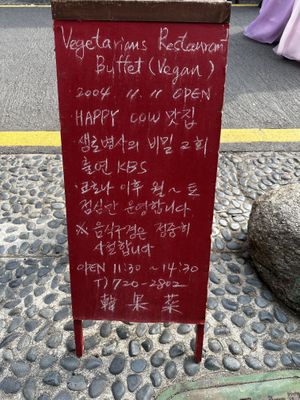 Vegetarians Restaurant
Buffet (Vegan)
2004 11. 11 OPEN
HAPPY COW 맛집
생로병사의 비밀 2회
출연 KBS
코로나 이후 월~토
점심만 운영합니다.
※ 음식구경은 정중히
사절합니다
OPEN 11:30 ~ 14:30
T) 720-2802
韓果菜